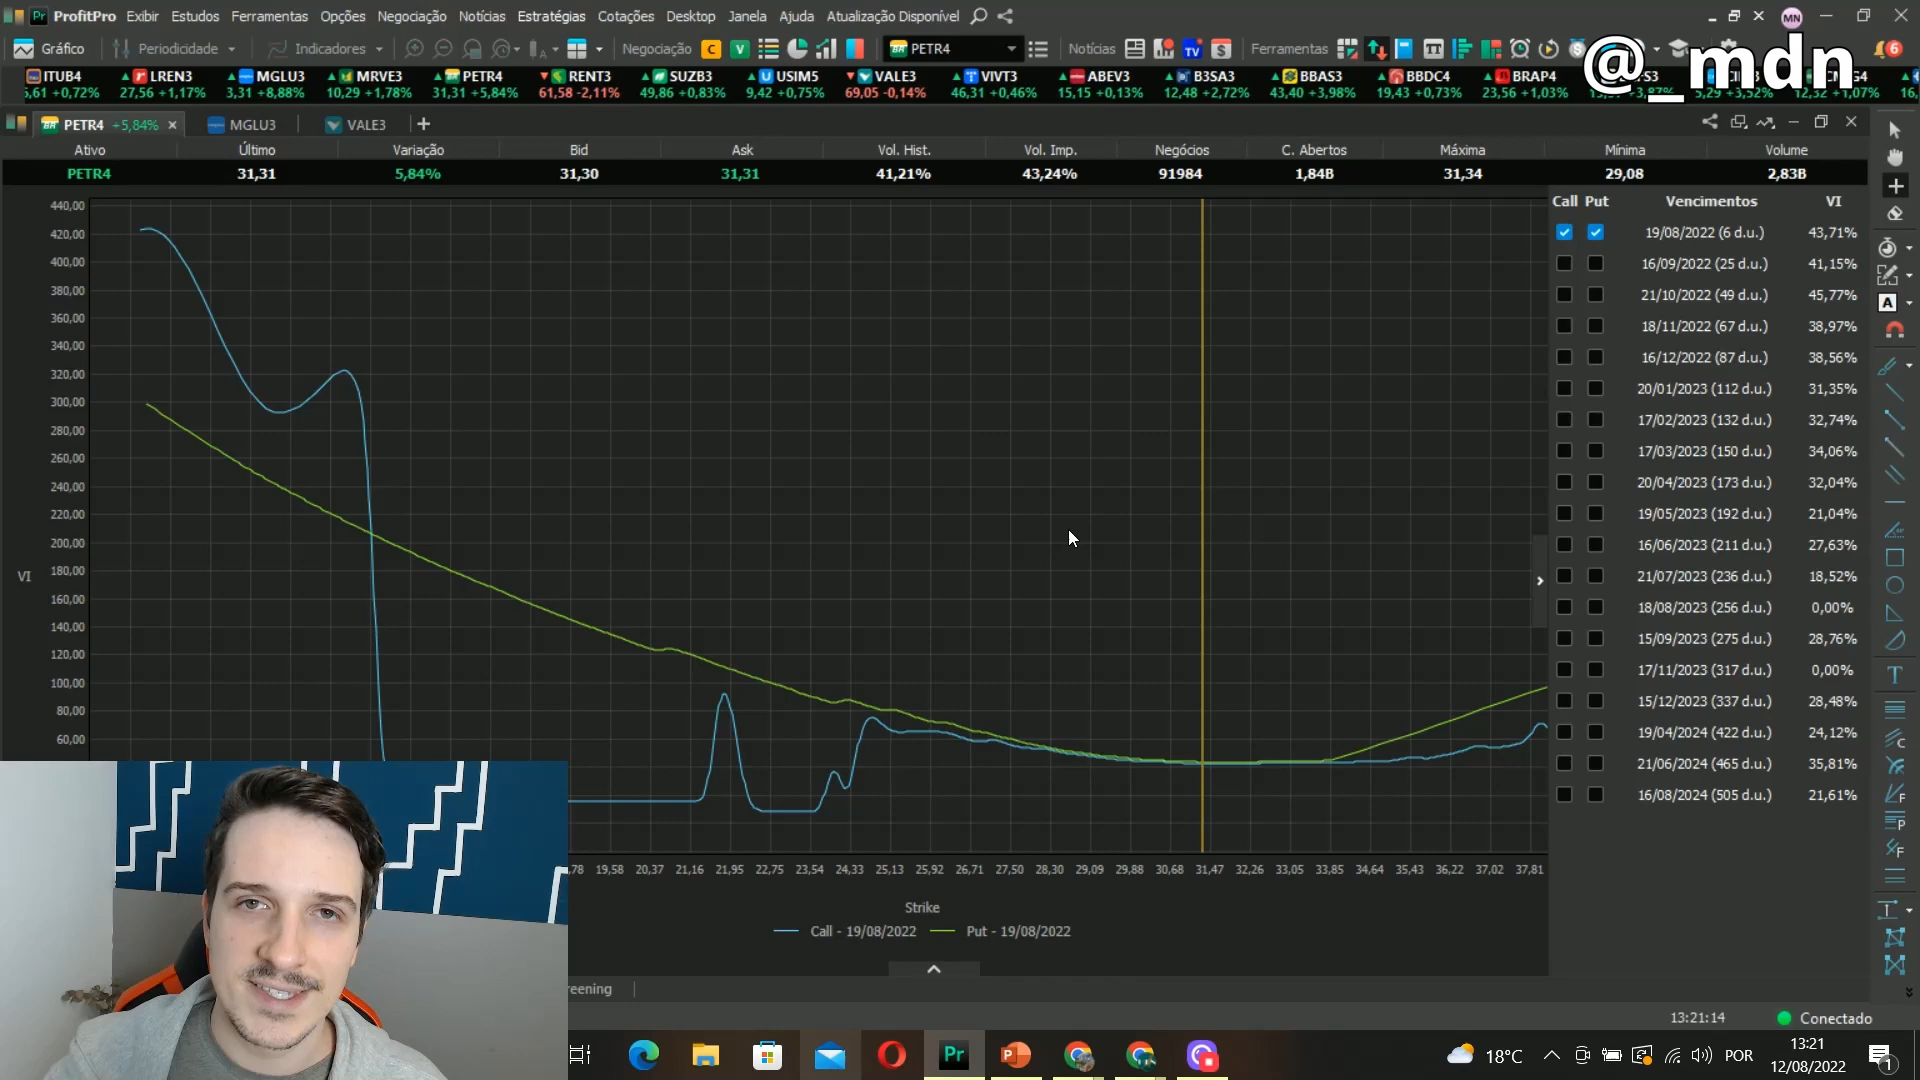 ProfitPro Exibir Estudos Ferramentas Opções Negociação Notícias Estratégias Cotações Desktop Janela Ajuda Atualização Disponível
MN
Gráfico Periodicidade Indicadores Negociação C V PETR4 Notícias TV Ferramentas 6
@_mdn
ITUB4 LREN3 MGLU3 MRVE3 PETR4 RENT3 SUZB3 USIM5 VALE3 VIVT3 ABEV3 B3SA3 BBAS3 BBDC4 BRAP4
5,61 +0,72% 27,56 +1,17% 3,31 +8,88% 10,29 +1,78% 31,31 +5,84% 61,58 -2,11% 49,86 +0,83% 9,42 +0,75% 69,05 -0,14% 46,31 +0,46% 15,15 +0,13% 12,48 +2,72% 43,40 +3,98% 19,43 +0,73% 23,56 +1,03%
PETR4 +5,84% MGLU3 VALE3
Ativo Último Variação Bid Ask Vol. Hist. Vol. Imp. Negócios C. Abertos Máxima Mínima Volume
PETR4 31,31 5,84% 31,30 31,31 41,21% 43,24% 91984 1,84B 31,34 29,08 2,83B
Call Put Vencimentos VI
19/08/2022 (6 d.u.) 43,71%
16/09/2022 (25 d.u.) 41,15%
21/10/2022 (49 d.u.) 45,77%
18/11/2022 (67 d.u.) 38,97%
16/12/2022 (87 d.u.) 38,56%
20/01/2023 (112 d.u.) 31,35%
17/02/2023 (132 d.u.) 32,74%
17/03/2023 (150 d.u.) 34,06%
20/04/2023 (173 d.u.) 32,04%
19/05/2023 (192 d.u.) 21,04%
16/06/2023 (211 d.u.) 27,63%
21/07/2023 (236 d.u.) 18,52%
18/08/2023 (256 d.u.) 0,00%
15/09/2023 (275 d.u.) 28,76%
17/11/2023 (317 d.u.) 0,00%
15/12/2023 (337 d.u.) 28,48%
19/04/2024 (422 d.u.) 24,12%
21/06/2024 (465 d.u.) 35,81%
16/08/2024 (505 d.u.) 21,61%
440,00
420,00
400,00
380,00
360,00
340,00
320,00
300,00
280,00
260,00
240,00
220,00
200,00
VI
180,00
160,00
140,00
120,00
100,00
80,00
60,00
,78 19,58 20,37 21,16 21,95 22,75 23,54 24,33 25,13 25,92 26,71 27,50 28,30 29,09 29,88 30,68 31,47 32,26 33,05 33,85 34,64 35,43 36,22 37,02 37,81
Strike
Call - 19/08/2022 Put - 19/08/2022
reening
13:21:14 Conectado
18°C POR 13:21
12/08/2022
1